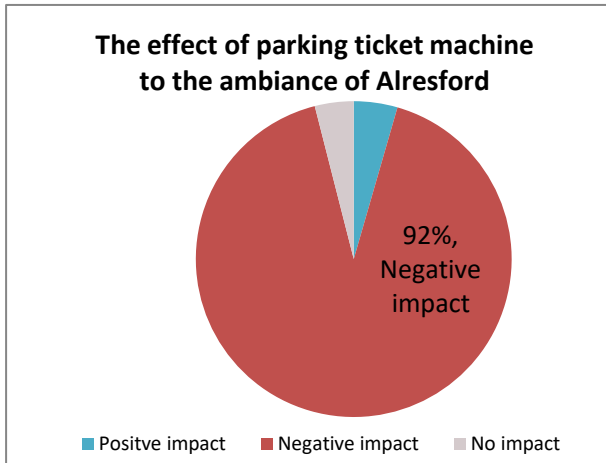 The effect of parking ticket machine
to the ambiance of Alresford
92%,
Negative
impact
Positve impact Negative impact No impact